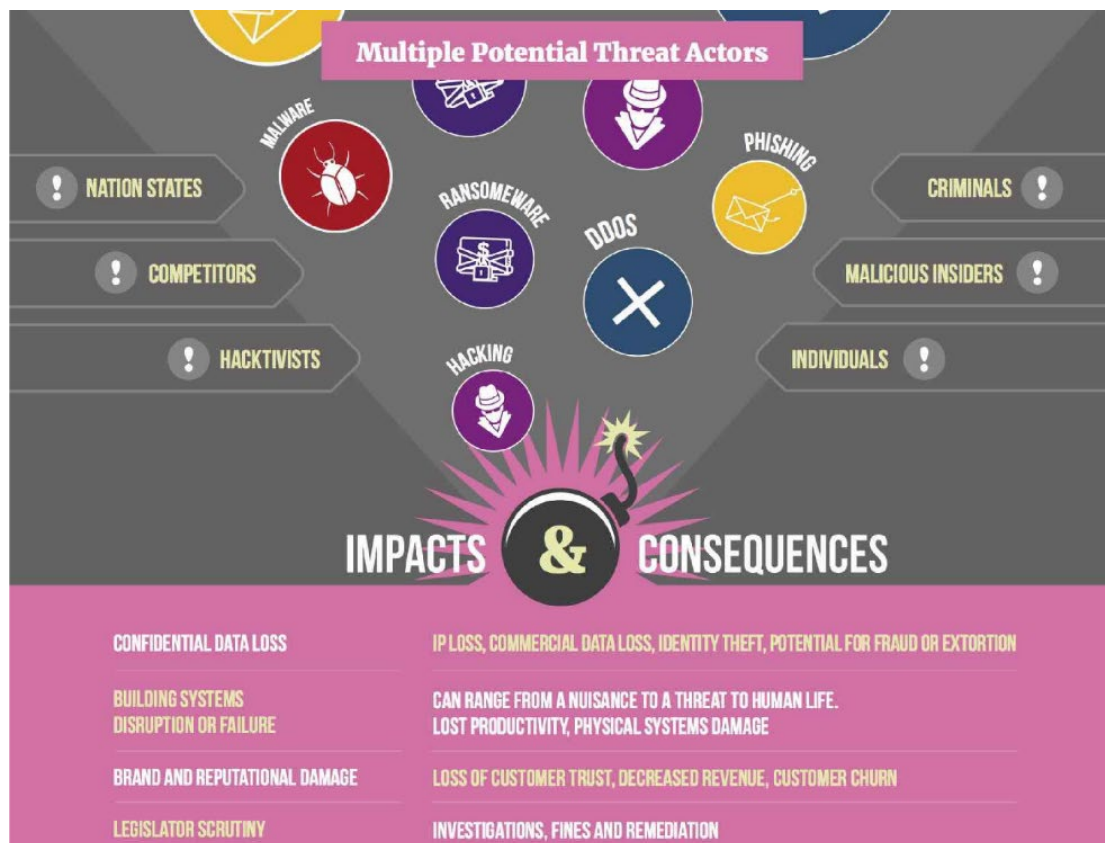 Multiple Potential Threat Actors
MALWARE
PHISHING
NATION STATES
CRIMINALS
RANSOMEWARE
DDOS
COMPETITORS
MALICIOUS INSIDERS
HACKTIVISTS
HACKING
INDIVIDUALS
IMPACTS & CONSEQUENCES
CONFIDENTIAL DATA LOSS
IP LOSS, COMMERCIAL DATA LOSS, IDENTITY THEFT, POTENTIAL FOR FRAUD OR EXTORTION
BUILDING SYSTEMS
DISRUPTION OR FAILURE
CAN RANGE FROM A NUISANCE TO A THREAT TO HUMAN LIFE.
LOST PRODUCTIVITY, PHYSICAL SYSTEMS DAMAGE
BRAND AND REPUTATIONAL DAMAGE
LOSS OF CUSTOMER TRUST, DECREASED REVENUE, CUSTOMER CHURN
LEGISLATOR SCRUTINY
INVESTIGATIONS, FINES AND REMEDIATION